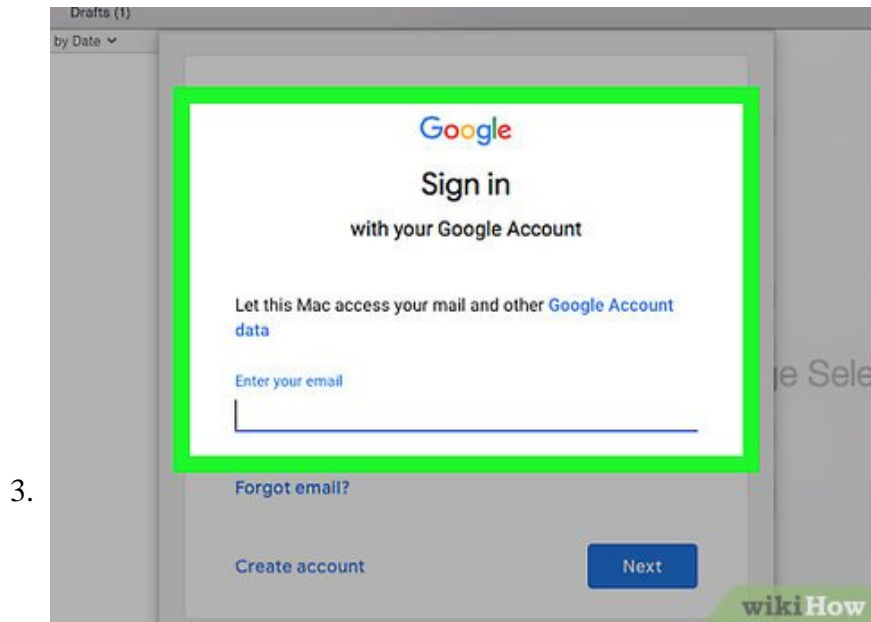 Drafts (1)
by Date
Google
Sign in
with your Google Account
Let this Mac access your mail and other Google Account
data
Enter your email
Forgot email?
3.
Create account
Next
wikiHow